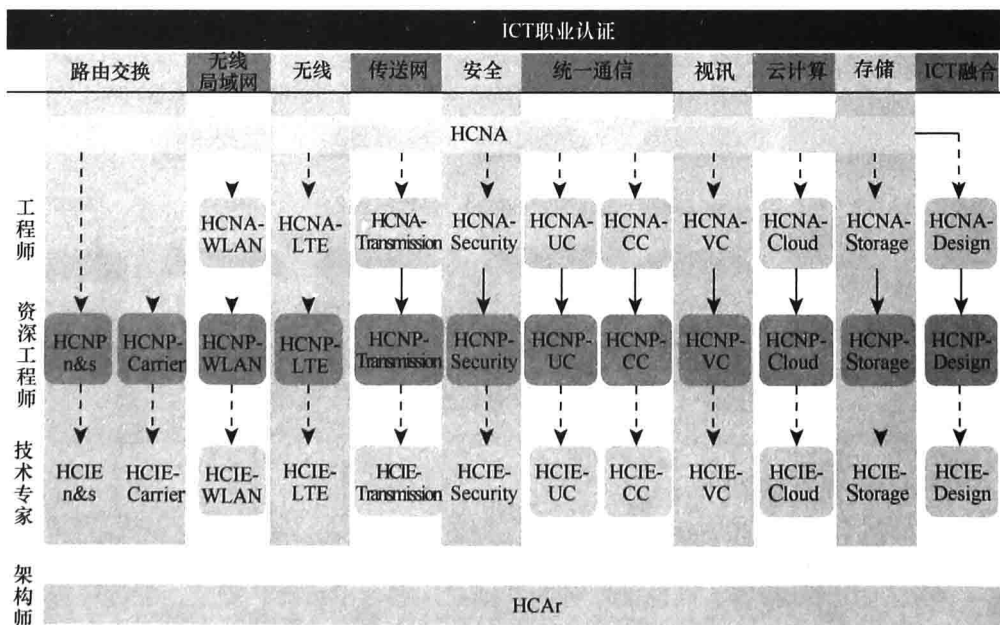 ICT职业认证
路由交换
无线
局域网
无线
传送网
安全
统一通信
视讯
云计算
存储
ICT融合
HCNA
工程师
HCNA-
WLAN
HCNA-
LTE
HCNA-
Transmission
HCNA-
Security
HCNA-
UC
HCNA-
CC
HCNA-
VC
HCNA-
Cloud
HCNA-
Storage
HCNA-
Design
资深工程师
HCNP
n&s
HCNP-
Carrier
HCNP-
WLAN
HCNP-
LTE
HCNP-
Transmission
HCNP-
Security
HCNP-
UC
HCNP-
CC
HCNP-
VC
HCNP-
Cloud
HCNP-
Storage
HCNP-
Design
技术专家
HCIE
n&s
HCIE-
Carrier
HCIE-
WLAN
HCIE-
LTE
HCIE-
Transmission
HCIE-
Security
HCIE-
UC
HCIE-
CC
HCIE-
VC
HCIE-
Cloud
HCIE-
Storage
HCIE-
Design
架构师
HCAr